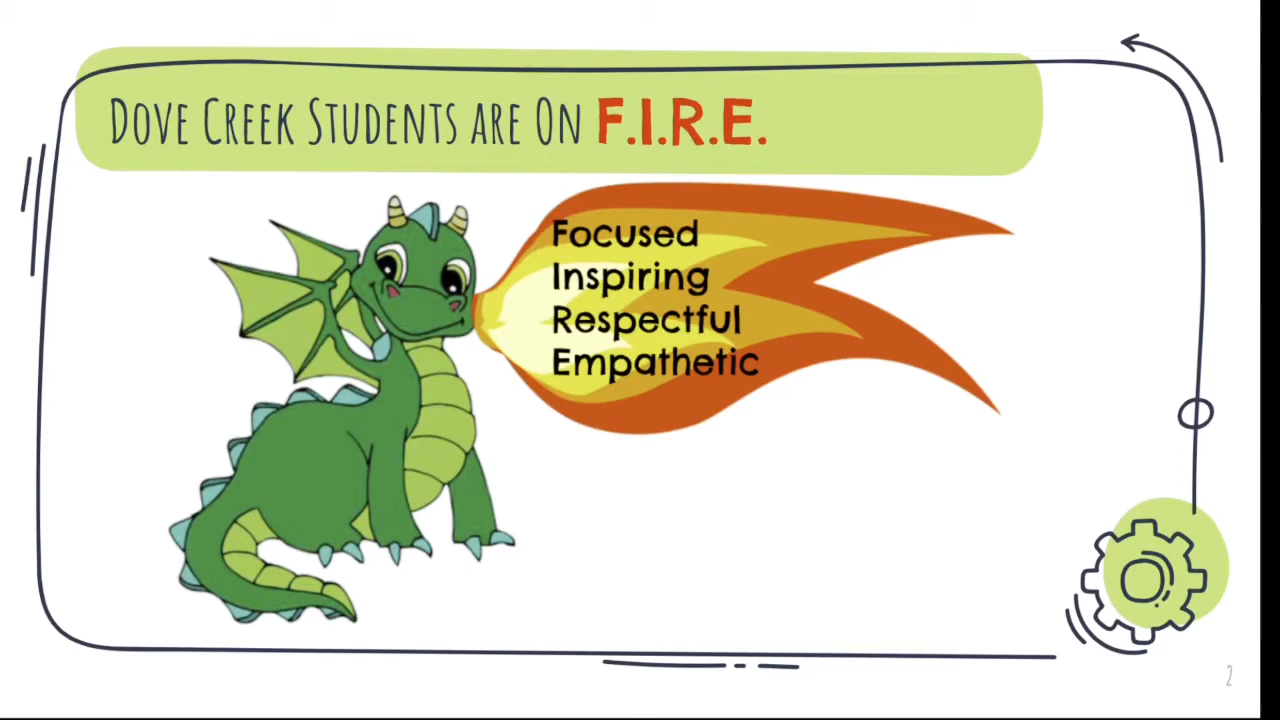 Dove Creek Students are On F.I.R.E.
Focused
Inspiring
Respectful
Empathetic
2